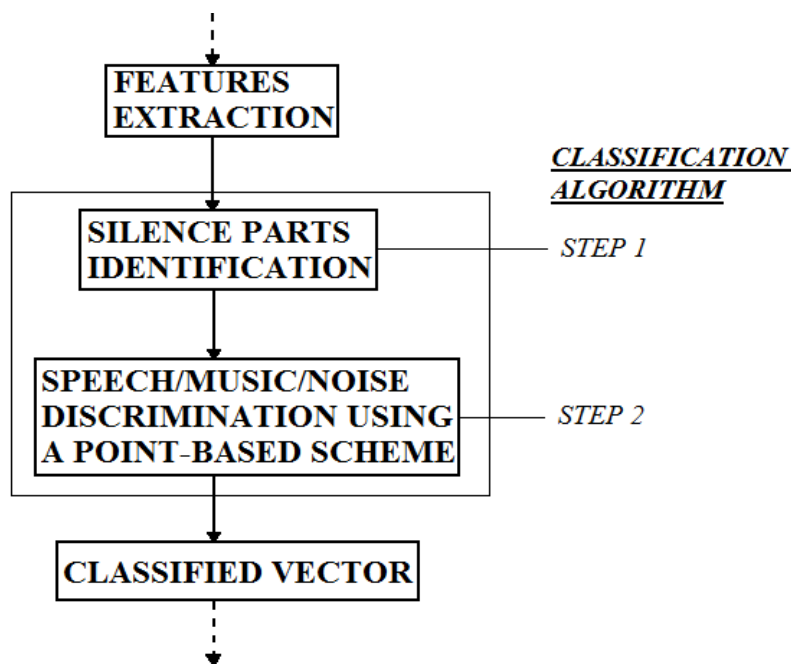 FEATURES
EXTRACTION
CLASSIFICATION
ALGORITHM
SILENCE PARTS
IDENTIFICATION
STEP 1
SPEECH/MUSIC/NOISE
DISCRIMINATION USING
A POINT-BASED SCHEME
STEP 2
CLASSIFIED VECTOR